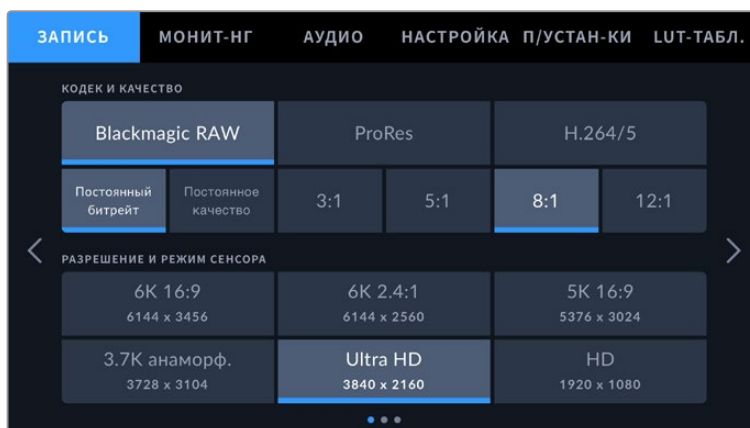 ЗАПИСЬ МОНИТ-НГ АУДИО НАСТРОЙКА П/УСТАН-КИ LUT-ТАБЛ.
КОДЕК И КАЧЕСТВО
Blackmagic RAW ProRes H.264/5
Постоянный битрейт Постоянное качество 3:1 5:1 8:1 12:1
РАЗРЕШЕНИЕ И РЕЖИМ СЕНСОРА
6K 16:9 6K 2.4:1 5K 16:9
6144 x 3456 6144 x 2560 5376 x 3024
3.7K анаморф. Ultra HD HD
3728 x 3104 3840 x 2160 1920 x 1080